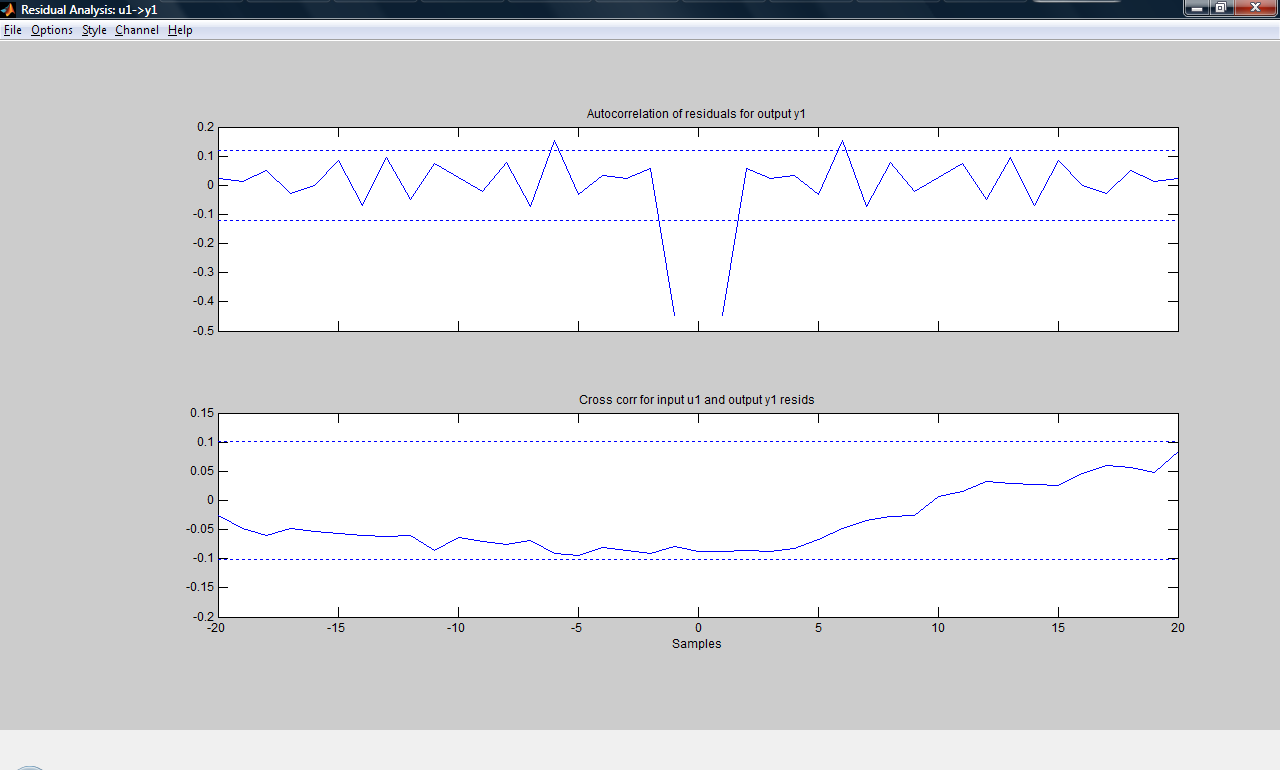 Residual Analysis: u1->y1
File Options Style Channel Help
Autocorrelation of residuals for output y1
0.2
0.1
0
-0.1
-0.2
-0.3
-0.4
-0.5
Cross corr for input u1 and output y1 resids
0.15
0.1
0.05
0
-0.05
-0.1
-0.15
-0.2
-20 -15 -10 -5 0 5 10 15 20
Samples